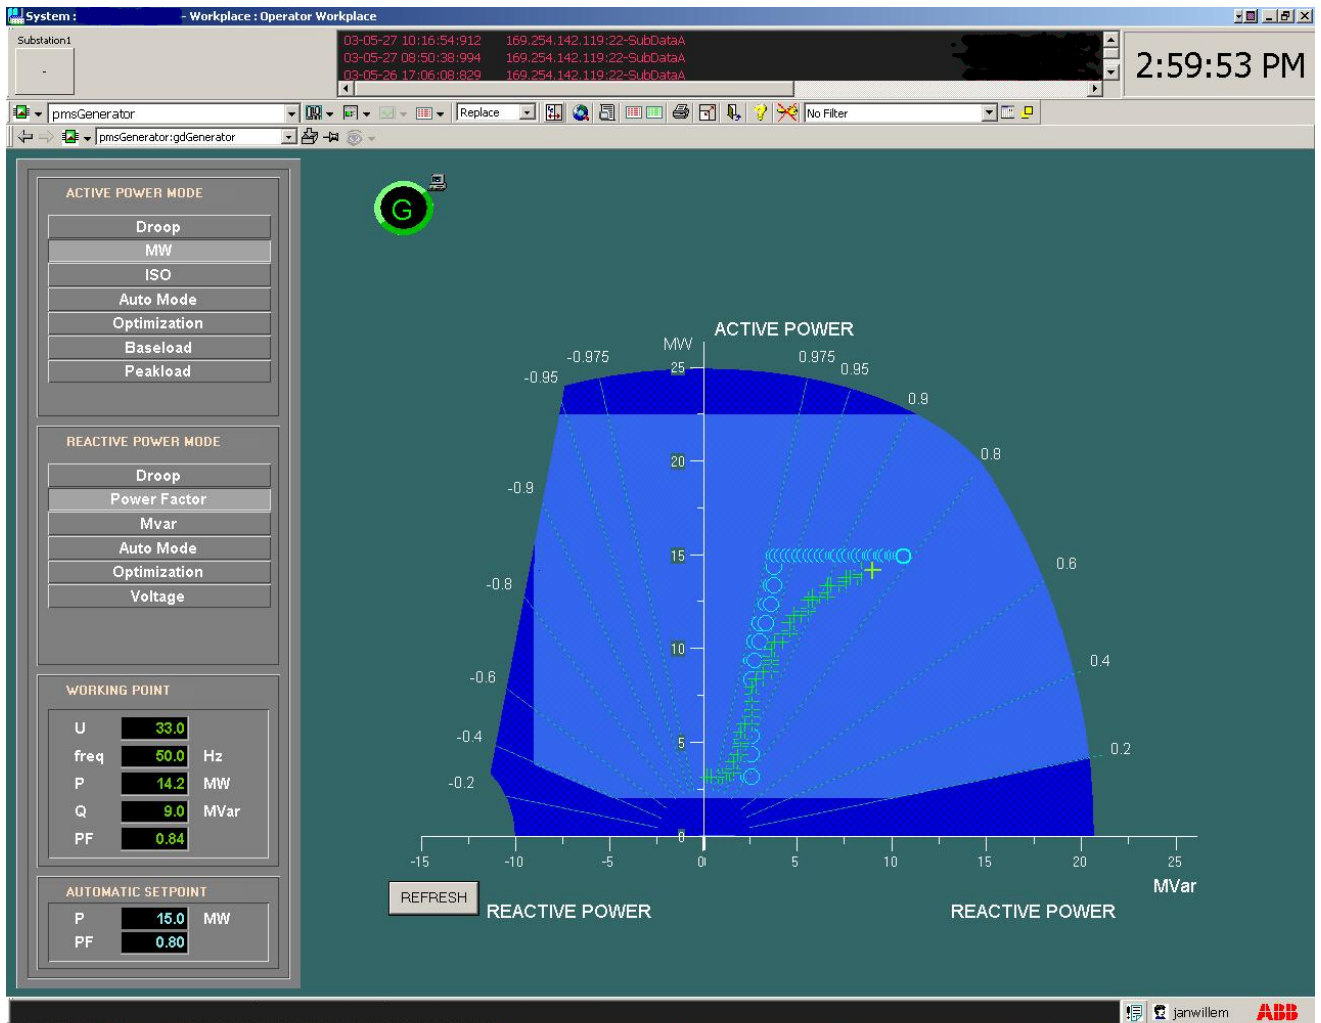 System : - Workplace : Operator Workplace
Substation1
-
03-05-27 10:16:54:912 169.254.142.119:22-SubDataA
03-05-27 08:50:38:994 169.254.142.119:22-SubDataA
03-05-26 17:06:08:829 169.254.142.119:22-SubDataA
2:59:53 PM
pmsGenerator
Replace
No Filter
pmsGenerator:gdGenerator
ACTIVE POWER MODE
Droop
MW
ISO
Auto Mode
Optimization
Baseload
Peakload
REACTIVE POWER MODE
Droop
Power Factor
Mvar
Auto Mode
Optimization
Voltage
WORKING POINT
U 33.0
freq 50.0 Hz
P 14.2 MW
Q 9.0 MVar
PF 0.84
AUTOMATIC SETPOINT
P 15.0 MW
PF 0.80
G
ACTIVE POWER
MW
-0.975 0.975
-0.95 25 0.95
0.9
20 0.8
-0.9
15 0.6
-0.8
10 0.4
-0.6
-0.4 5 0.2
-0.2
0
-15 -10 -5 0 5 10 15 20 25
MVar
REFRESH
REACTIVE POWER REACTIVE POWER
janwillem ABB